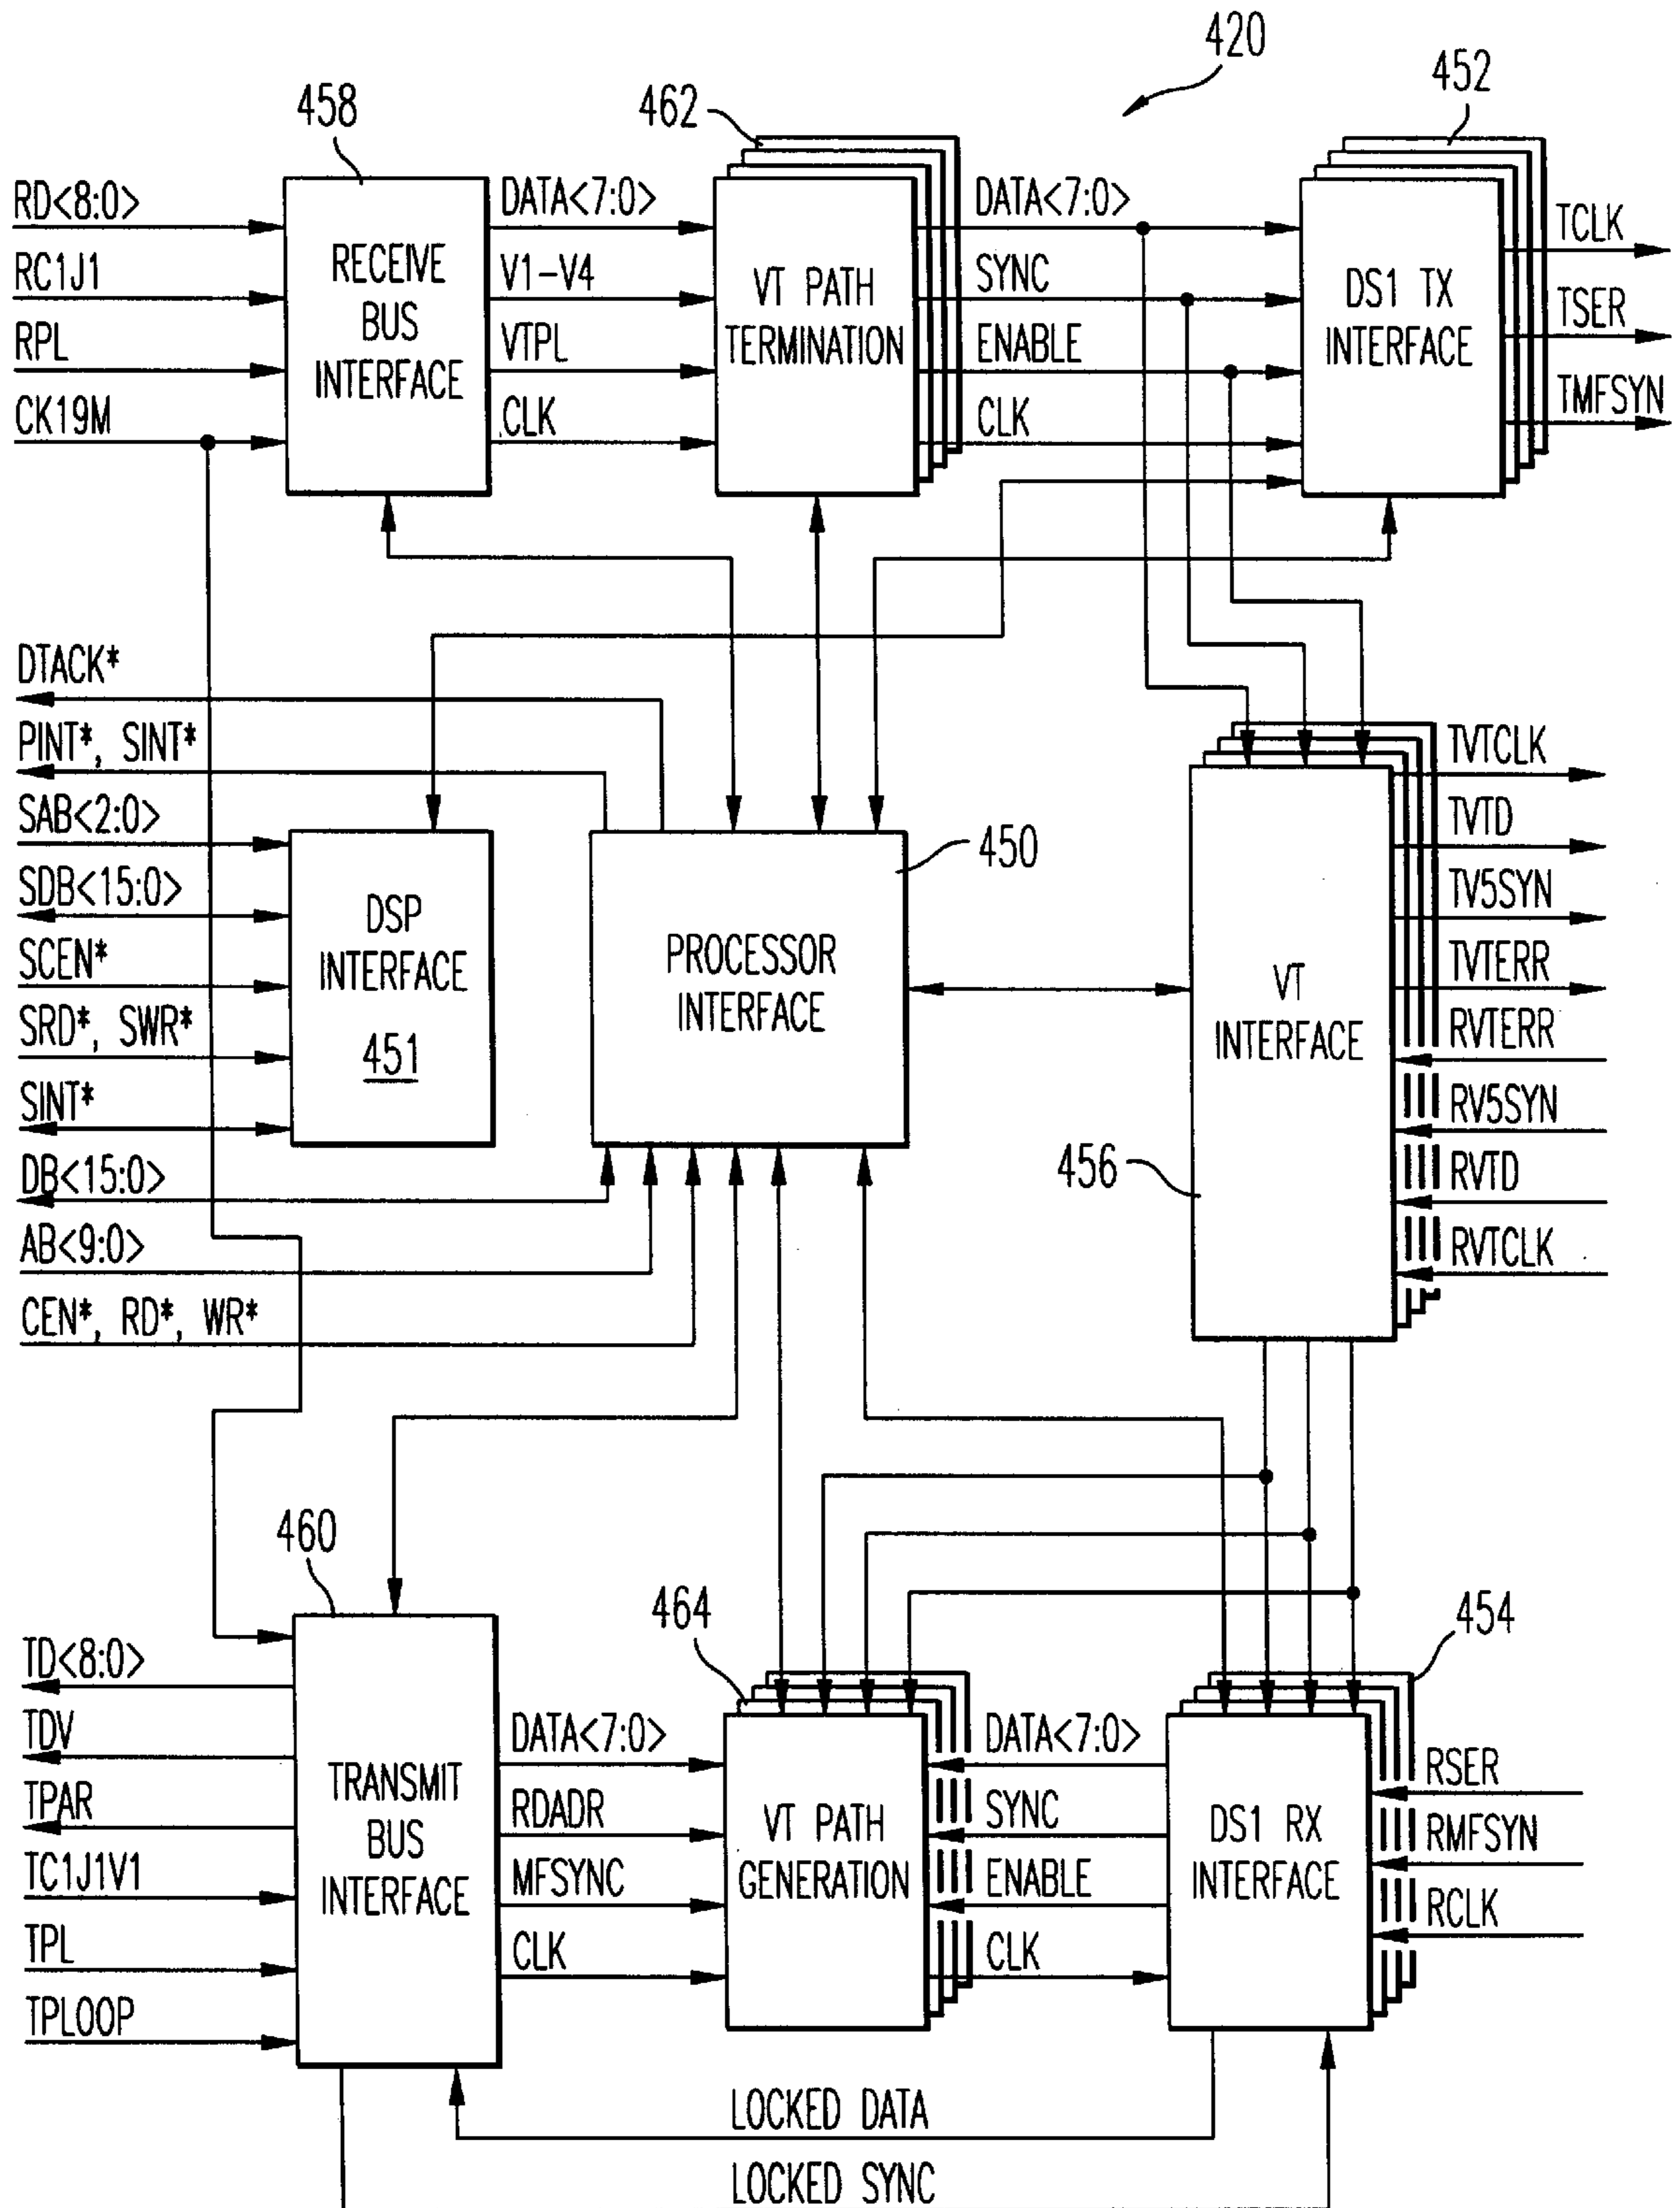 420
458
462
452
RD<8:0>
RC1J1
RPL
CK19M
RECEIVE
BUS
INTERFACE
DATA<7:0>
V1-V4
VTPL
CLK
VT PATH
TERMINATION
DATA<7:0>
SYNC
ENABLE
CLK
DS1 TX
INTERFACE
TCLK
TSER
TMFSYN
DTACK*
PINT*, SINT*
SAB<2:0>
SDB<15:0>
SCEN*
SRD*, SWR*
SINT*
DB<15:0>
AB<9:0>
CEN*, RD*, WR*
DSP
INTERFACE
451
PROCESSOR
INTERFACE
450
VT
INTERFACE
456
TVTCLK
TVTD
TV5SYN
TVTERR
RVTERR
RV5SYN
RVTD
RVTCLK
460
464
454
TD<8:0>
TDV
TPAR
TC1J1V1
TPL
TPLOOP
TRANSMIT
BUS
INTERFACE
DATA<7:0>
RDADR
MFSYNC
CLK
VT PATH
GENERATION
DATA<7:0>
SYNC
ENABLE
CLK
DS1 RX
INTERFACE
RSER
RMFSYN
RCLK
LOCKED DATA
LOCKED SYNC